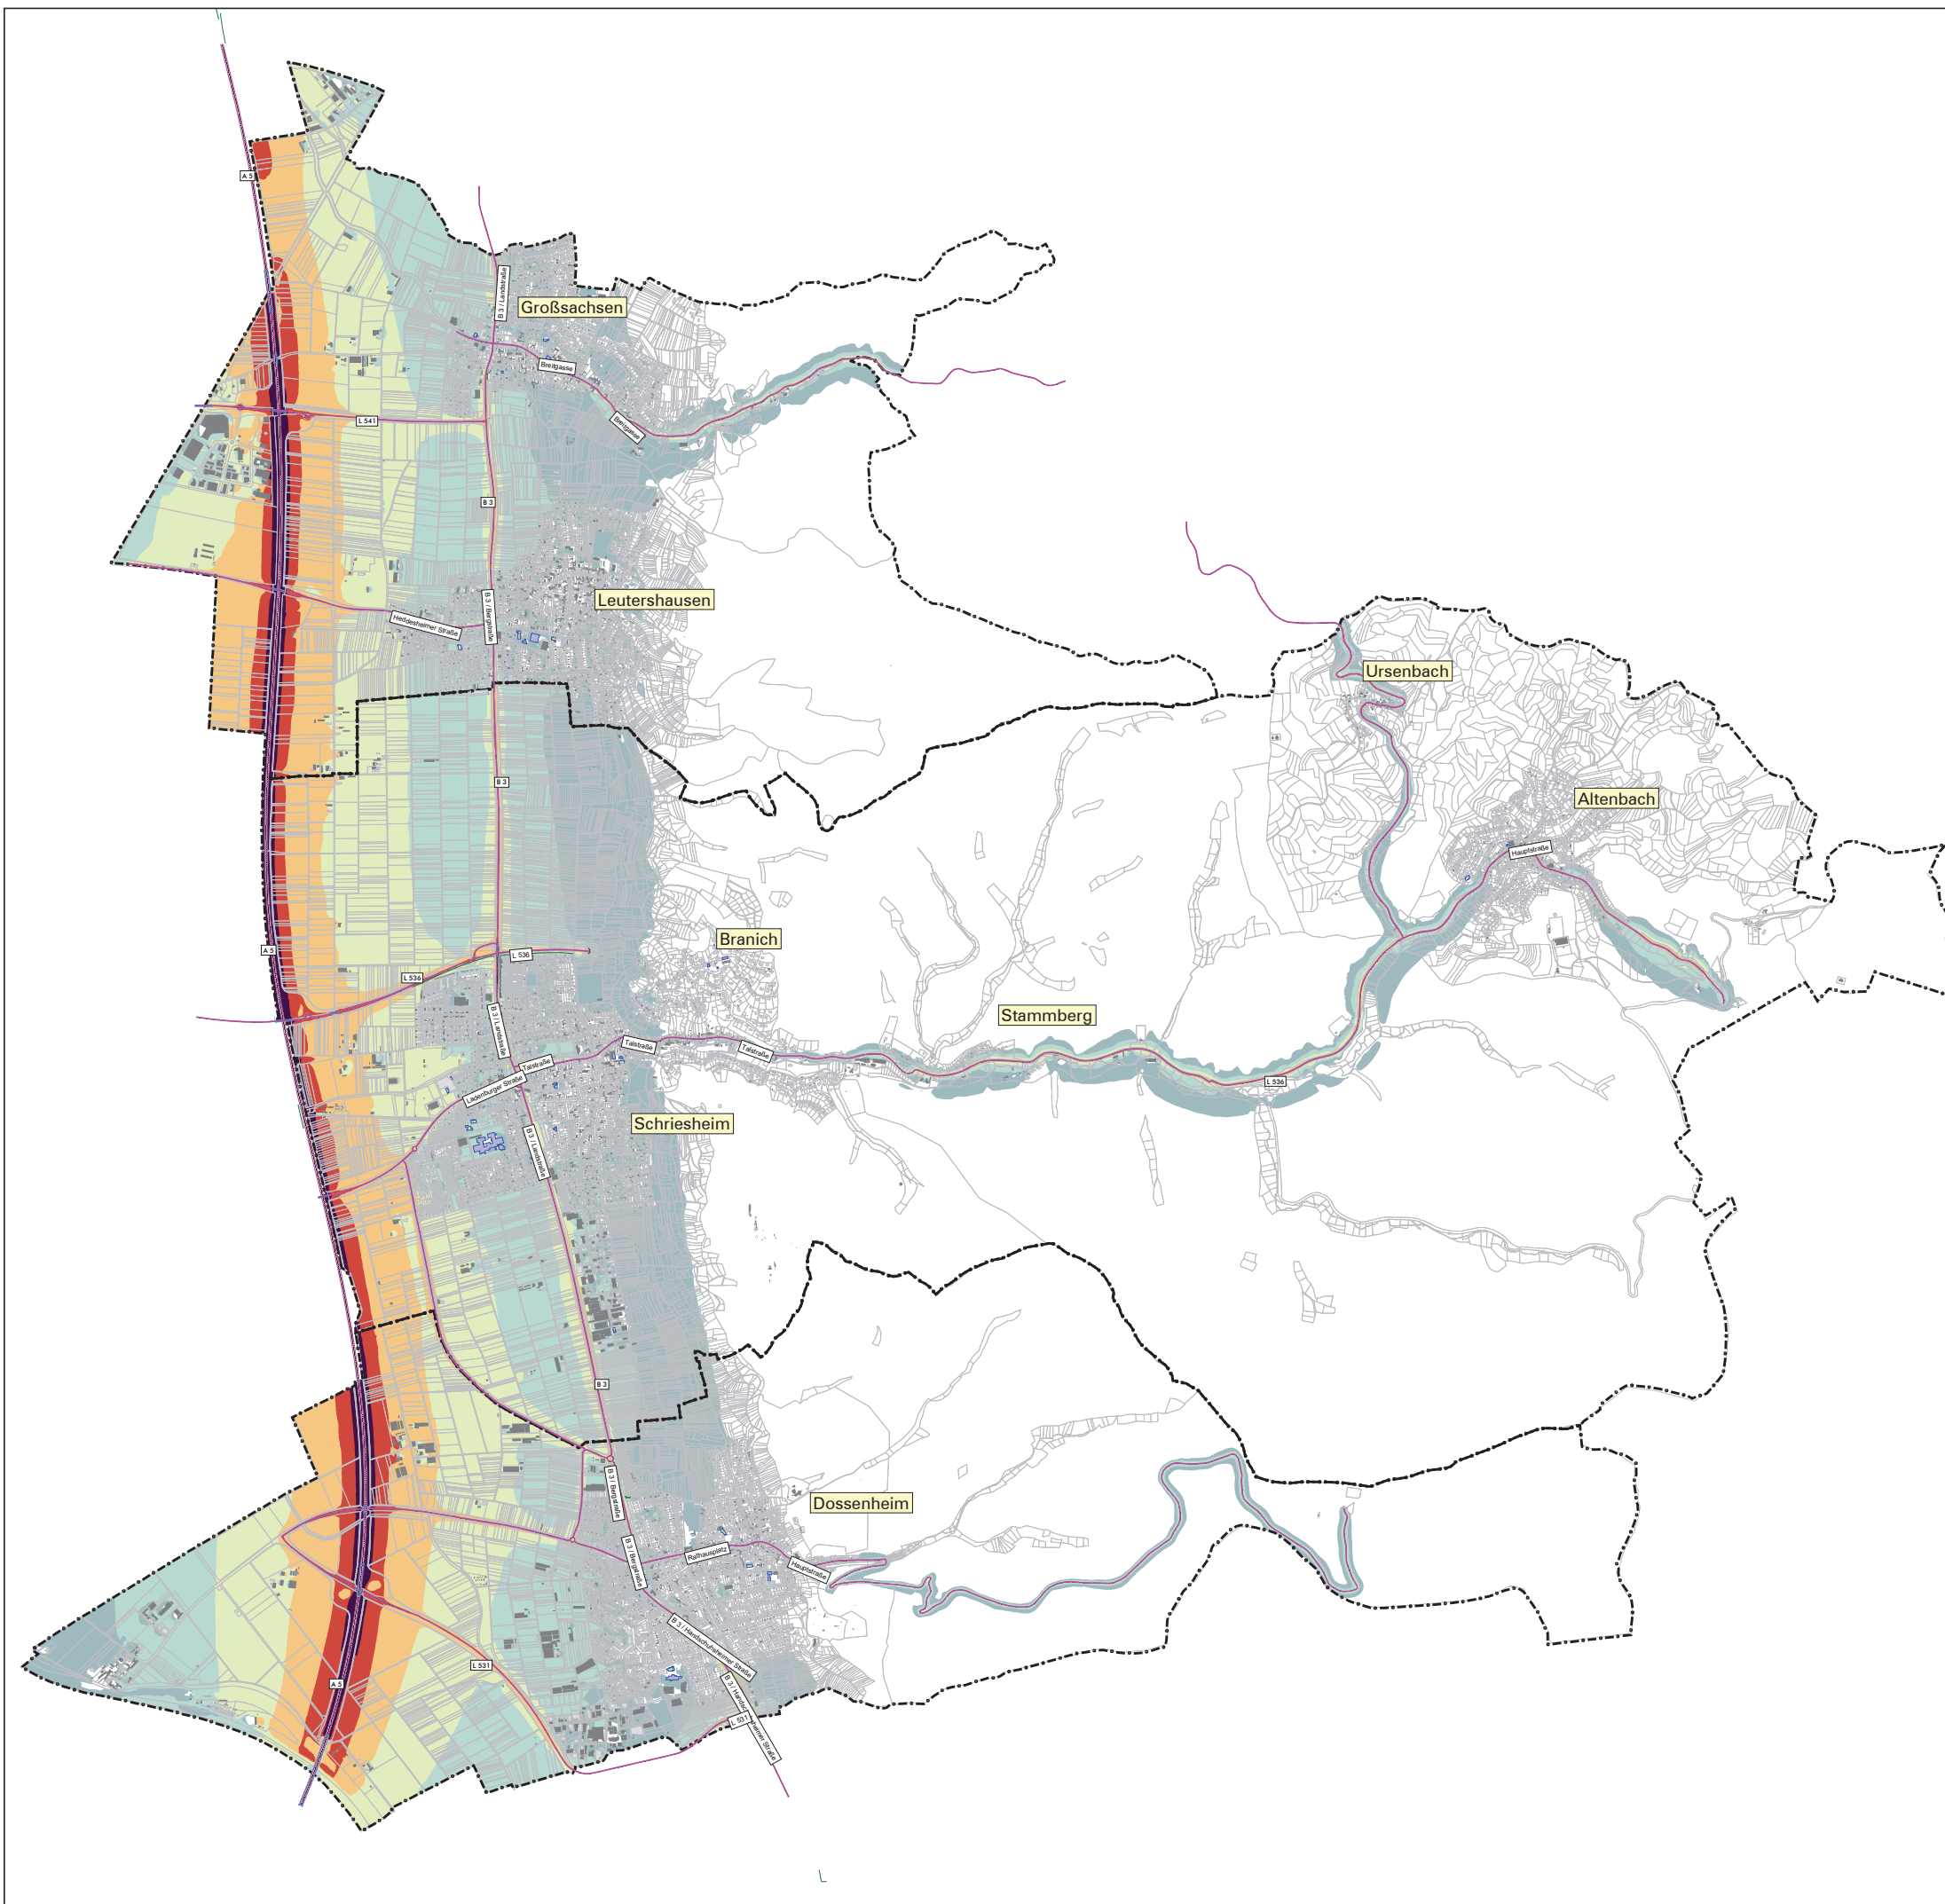 A 5
B 3 / Landstraße
Großsachsen
Breitgasse
L 541
Breitgasse
B 3
Leutershausen
B 3 / Bergstraße
Heddesheimer Straße
Ursenbach
B 3
Altenbach
Hauptstraße
Branich
A 5
L 536
L 536
Stammberg
B 3 / Landstraße
Talstraße
Talstraße
Talstraße
L 536
Ladenburger Straße
Schriesheim
B 3 / Landstraße
B 3
B 3 / Bergstraße
Dossenheim
B 3 / Bergstraße
Rathausplatz
Hauptstraße
B 3 / Handschuhsheimer Straße
L 531
A 5
B 3 / Handschuhsheimer Straße
L 531